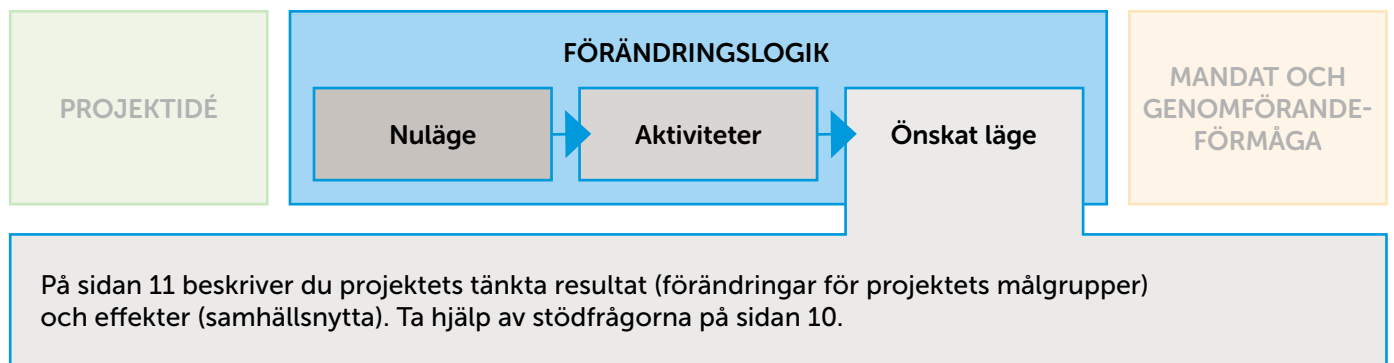 PROJEKTIDÉ
FÖRÄNDRINGSLOGIK
Nuläge
Aktiviteter
Önskat läge
MANDAT OCH
GENOMFÖRANDE-
FÖRMÅGA
På sidan 11 beskriver du projektets tänkta resultat (förändringar för projektets målgrupper)
och effekter (samhällsnytta). Ta hjälp av stödfrågorna på sidan 10.